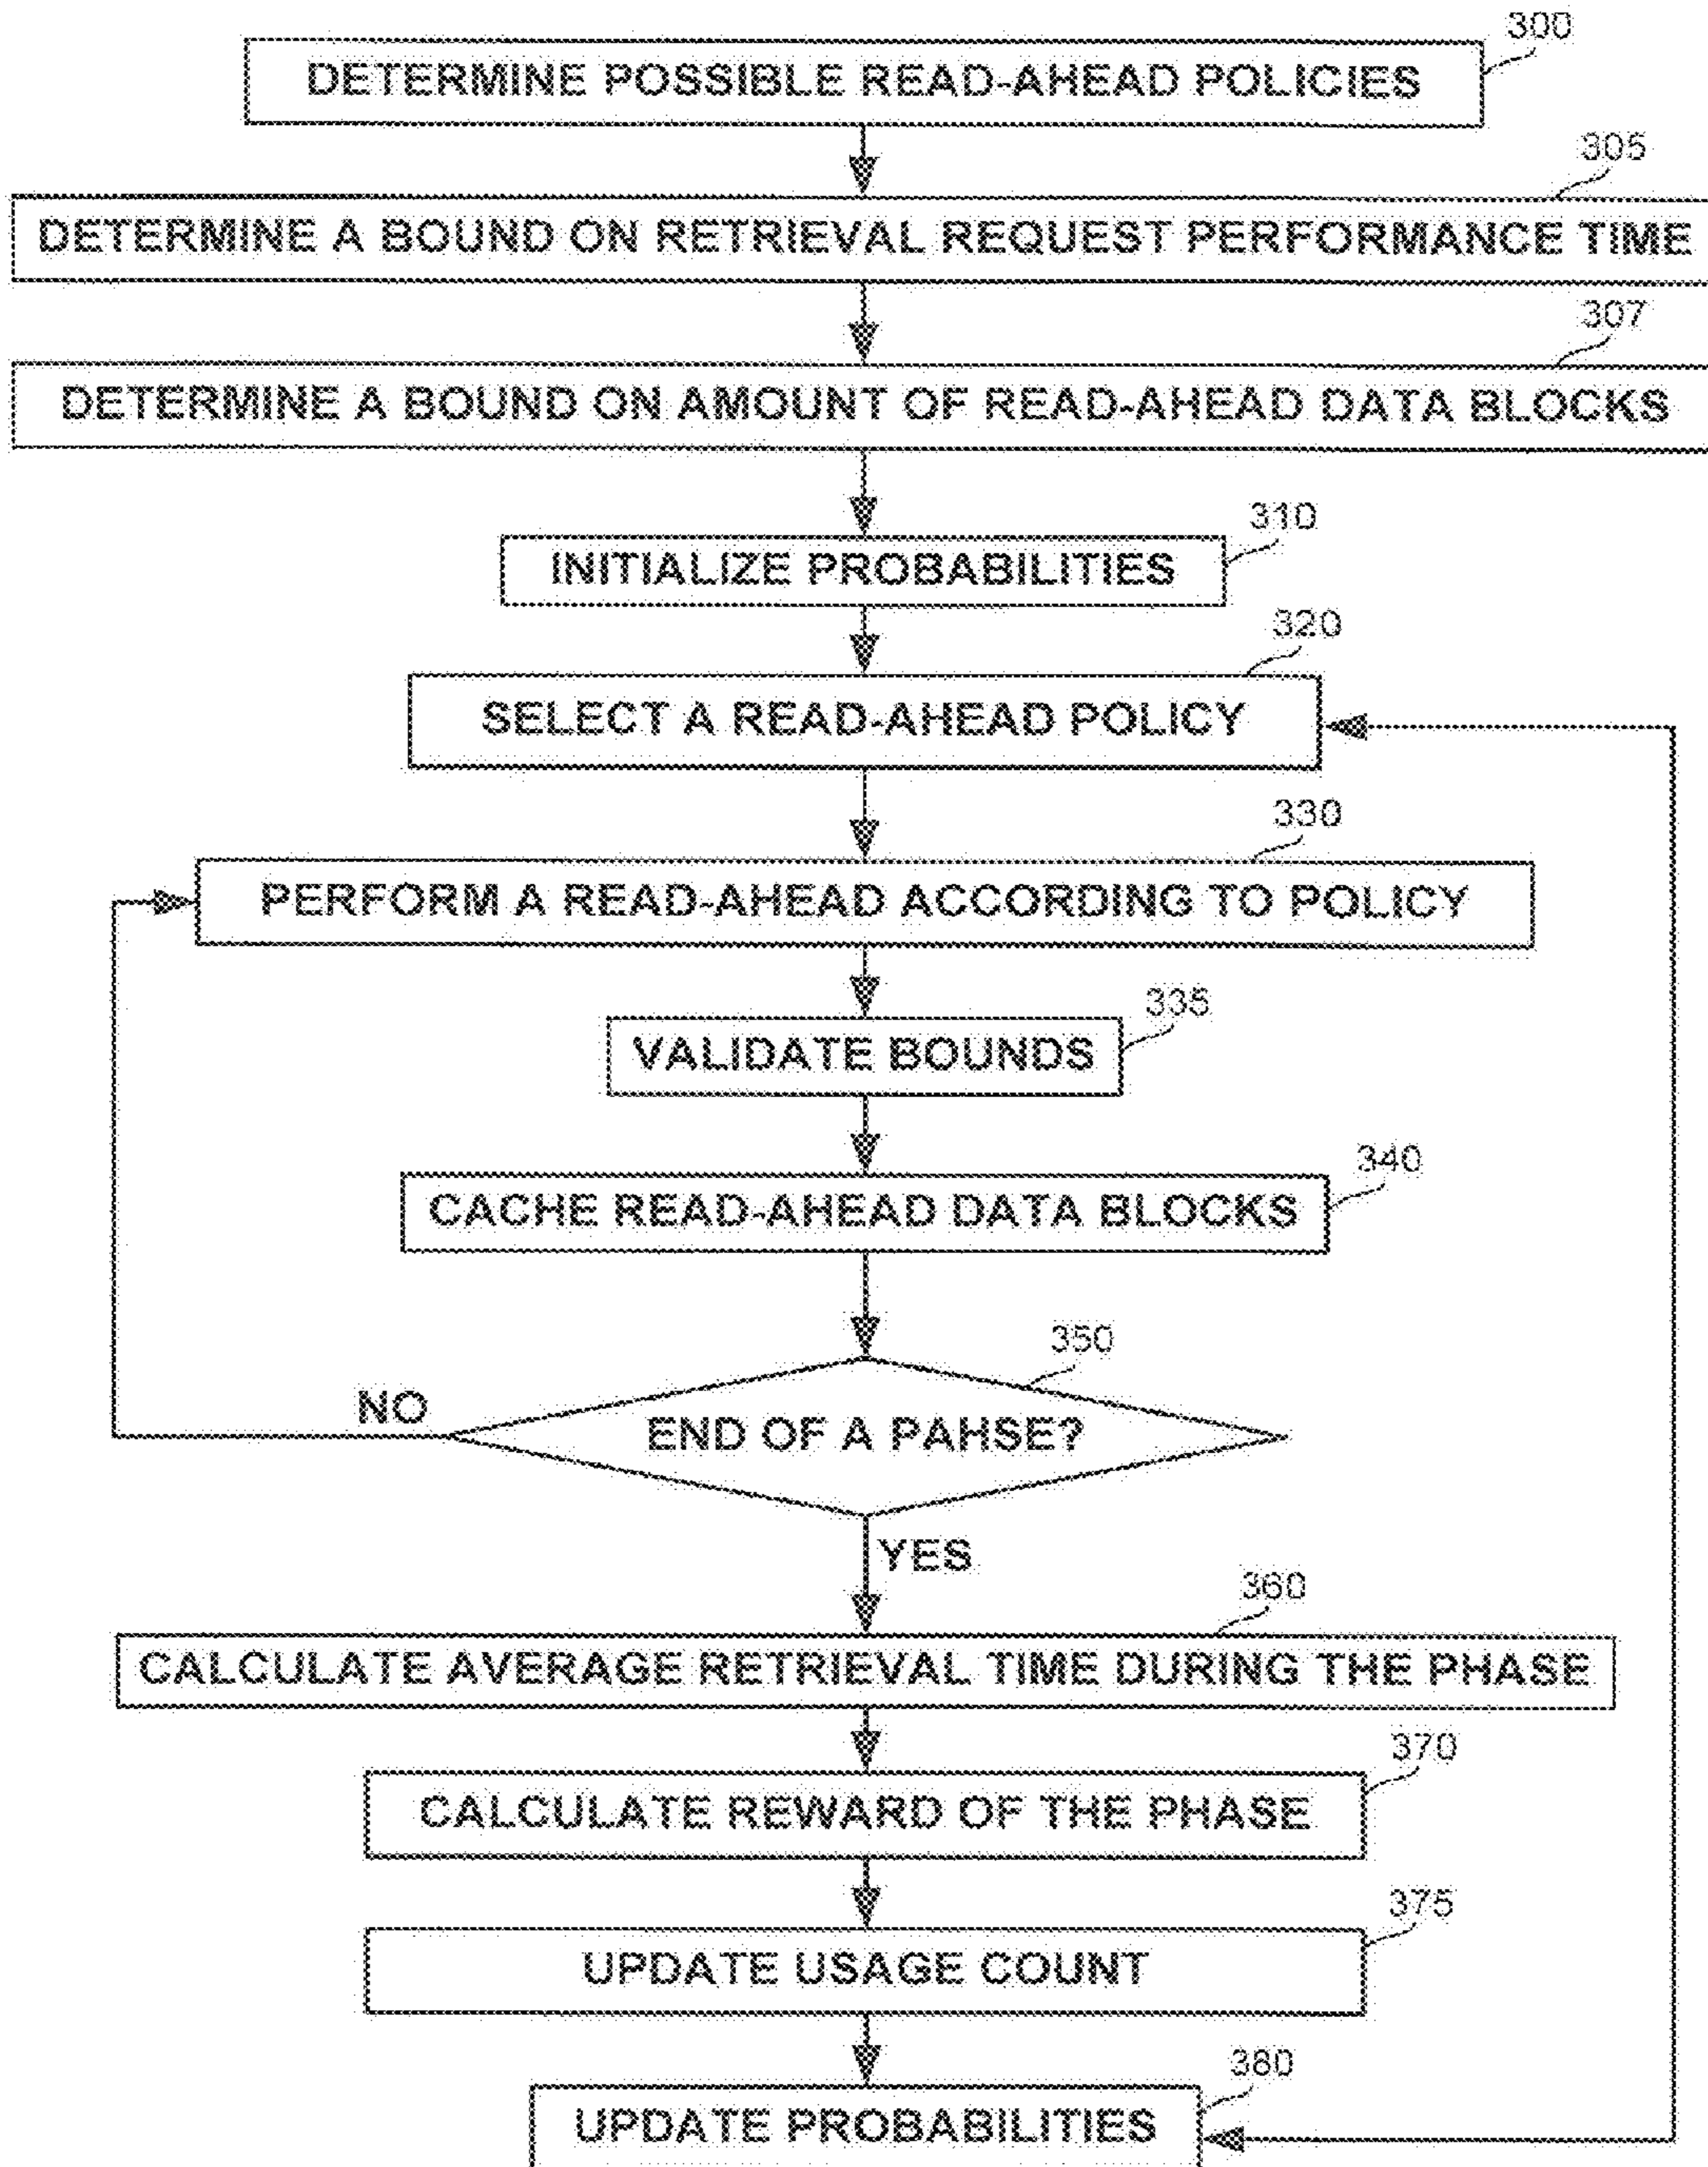 300
DETERMINE POSSIBLE READ-AHEAD POLICIES
305
DETERMINE A BOUND ON RETRIEVAL REQUEST PERFORMANCE TIME
307
DETERMINE A BOUND ON AMOUNT OF READ-AHEAD DATA BLOCKS
310
INITIALIZE PROBABILITIES
320
SELECT A READ-AHEAD POLICY
330
PERFORM A READ-AHEAD ACCORDING TO POLICY
335
VALIDATE BOUNDS
340
CACHE READ-AHEAD DATA BLOCKS
350
NO
END OF A PAHSE?
YES
360
CALCULATE AVERAGE RETRIEVAL TIME DURING THE PHASE
370
CALCULATE REWARD OF THE PHASE
375
UPDATE USAGE COUNT
380
UPDATE PROBABILITIES